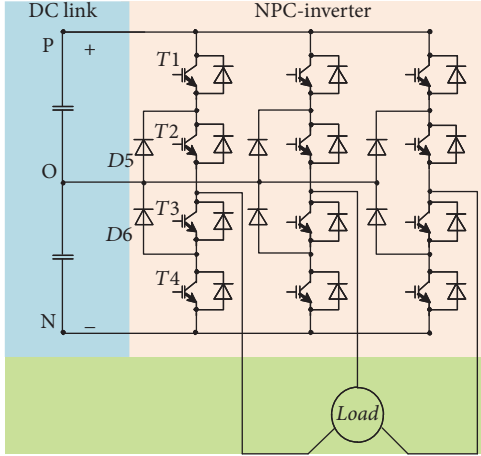 DC link
NPC-inverter
P
+
T1
T2
D5
O
T3
D6
T4
N
−
Load